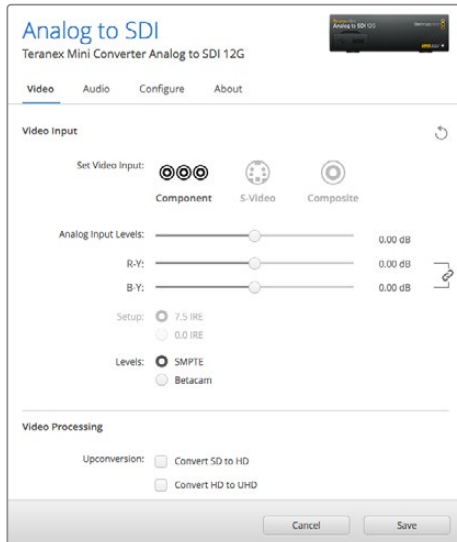 Analog to SDI
Teranex Mini Converter Analog to SDI 12G
Video Audio Configure About
Video Input
Set Video Input:
Component S-Video Composite
Analog Input Levels: 0.00 dB
R-Y: 0.00 dB
B-Y: 0.00 dB
Setup: 7.5 IRE
0.0 IRE
Levels: SMPTE
Betacam
Video Processing
Upconversion: Convert SD to HD
Convert HD to UHD
Cancel Save